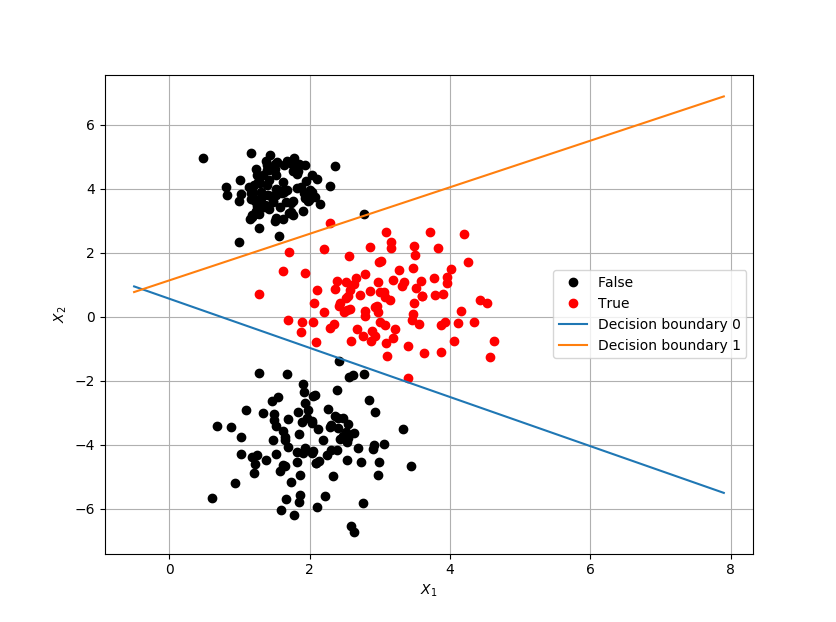 6
4
2
0
−2
−4
−6
X₂
False
True
Decision boundary 0
Decision boundary 1
0 2 4 6 8
X₁